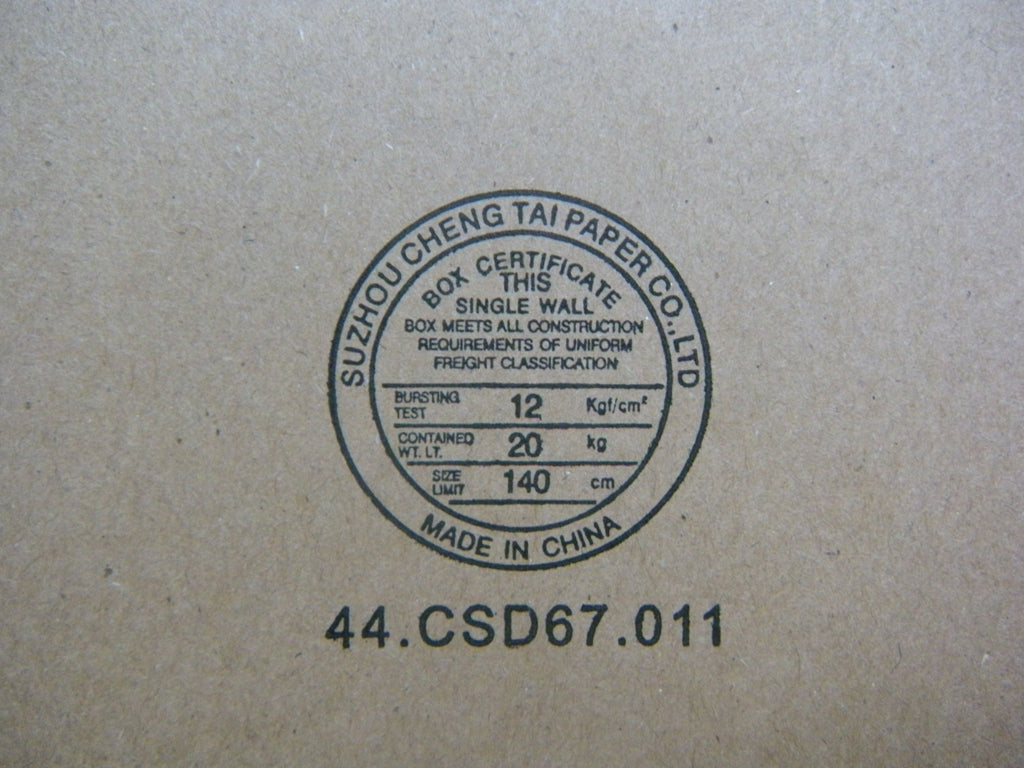 SUZHOU CHENG TAI PAPER CO.,LTD
BOX CERTIFICATE
THIS
SINGLE WALL
BOX MEETS ALL CONSTRUCTION
REQUIREMENTS OF UNIFORM
FREIGHT CLASSIFICATION
BURSTING TEST 12 Kgf/cm²
CONTAINED WT. LT. 20 kg
SIZE LIMIT 140 cm
MADE IN CHINA
44.CSD67.011